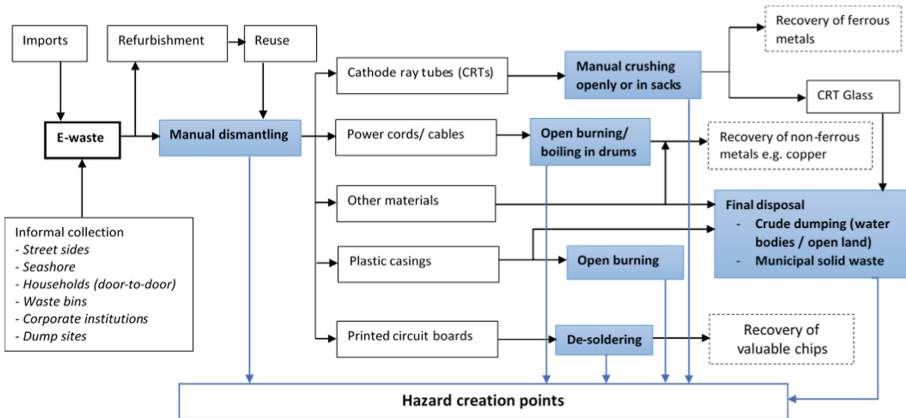 Imports
Refurbishment
Reuse
Recovery of ferrous
metals
Cathode ray tubes (CRTs)
Manual crushing
openly or in sacks
CRT Glass
E-waste
Manual dismantling
Power cords/ cables
Open burning/
boiling in drums
Recovery of non-ferrous
metals e.g. copper
Other materials
Final disposal
- Crude dumping (water
bodies / open land)
- Municipal solid waste
Informal collection
- Street sides
- Seashore
- Households (door-to-door)
- Waste bins
- Corporate institutions
- Dump sites
Plastic casings
Open burning
Printed circuit boards
De-soldering
Recovery of
valuable chips
Hazard creation points